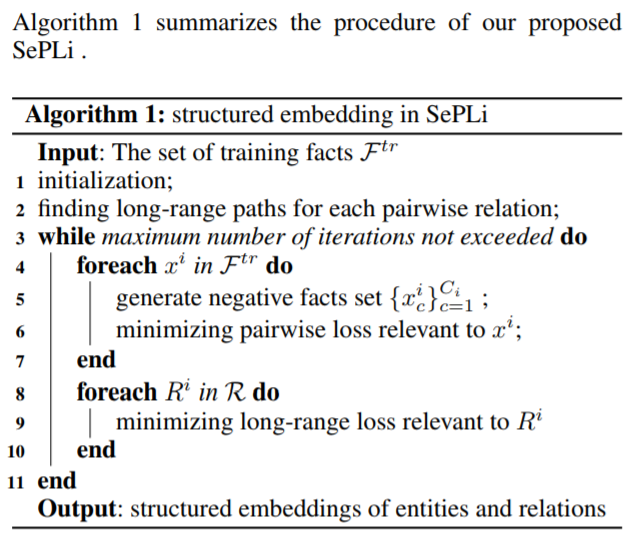 Algorithm 1 summarizes the procedure of our proposed
SePLi .
Algorithm 1: structured embedding in SePLi
Input: The set of training facts $\mathcal{F}^{tr}$
1 initialization;
2 finding long-range paths for each pairwise relation;
3 while maximum number of iterations not exceeded do
4 foreach $x^i$ in $\mathcal{F}^{tr}$ do
5 generate negative facts set $\{x_c^i\}_{c=1}^{C_i}$ ;
6 minimizing pairwise loss relevant to $x^i$;
7 end
8 foreach $R^i$ in $\mathcal{R}$ do
9 minimizing long-range loss relevant to $R^i$
10 end
11 end
Output: structured embeddings of entities and relations